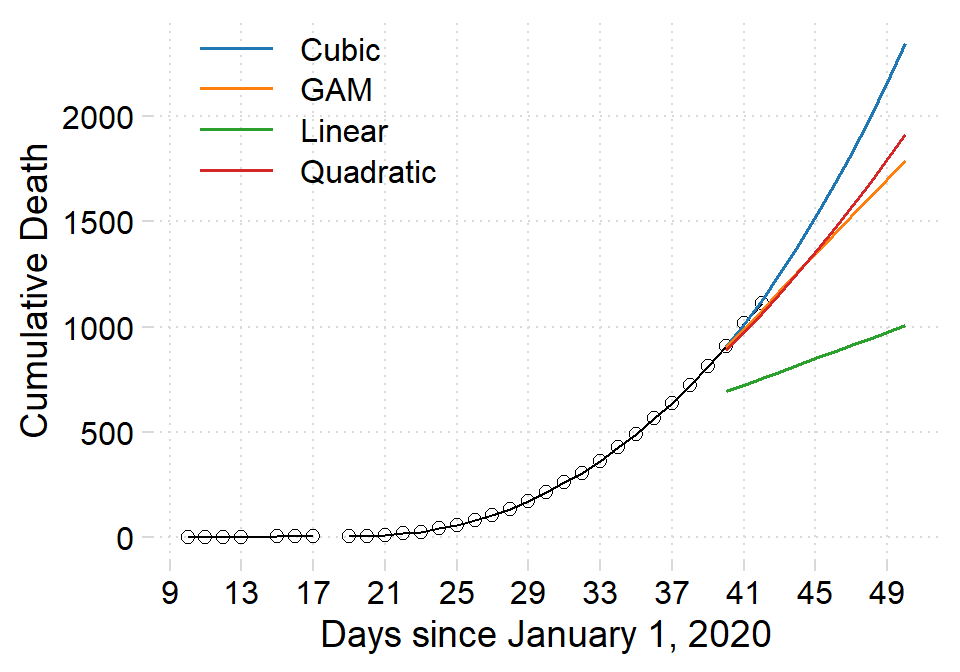 Cubic
GAM
Linear
Quadratic
Cumulative Death
2000
1500
1000
500
0
9 13 17 21 25 29 33 37 41 45 49
Days since January 1, 2020